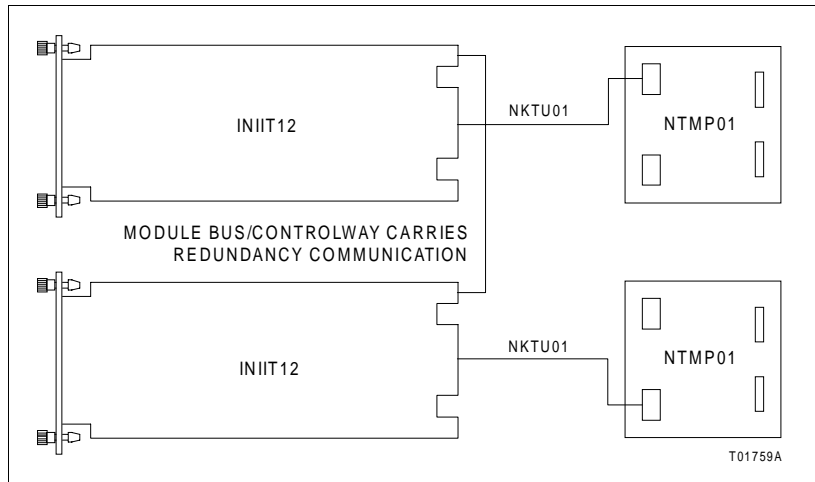 INIIT12
NKTU01
NTMP01
MODULE BUS/CONTROLWAY CARRIES
REDUNDANCY COMMUNICATION
INIIT12
NKTU01
NTMP01
T01759A